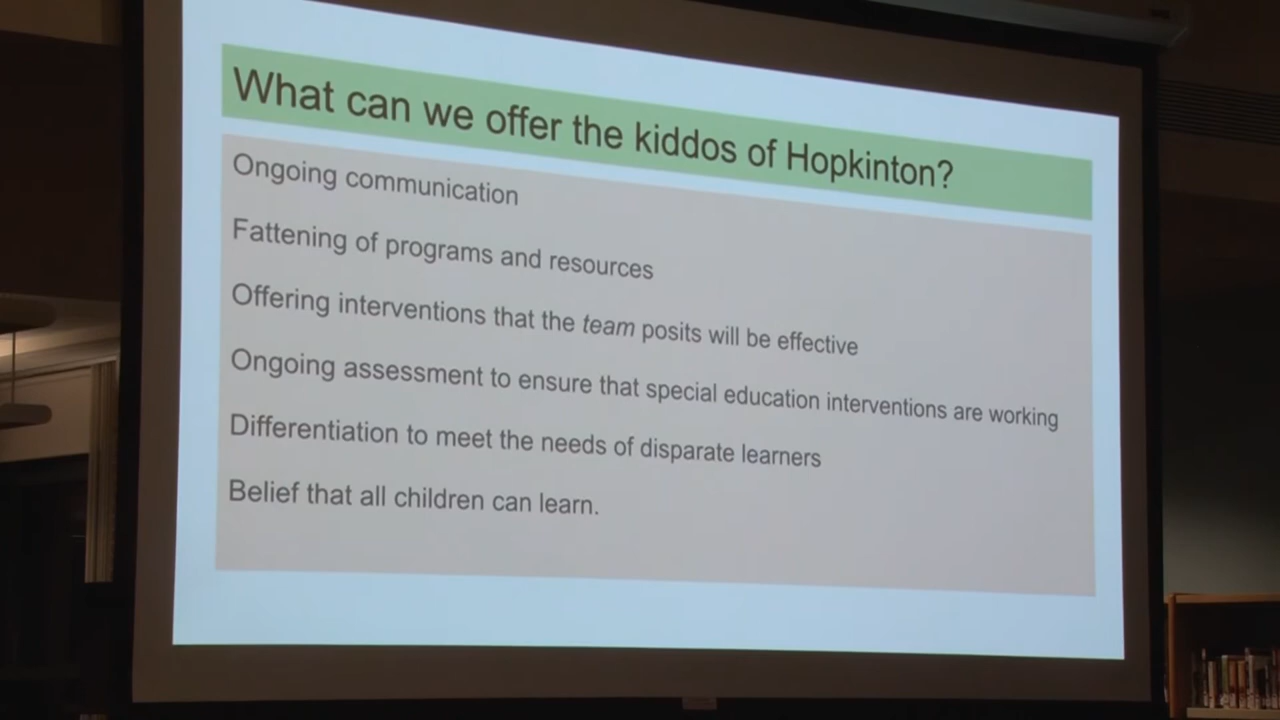 What can we offer the kiddos of Hopkinton?
Ongoing communication
Fattening of programs and resources
Offering interventions that the team posits will be effective
Ongoing assessment to ensure that special education interventions are working
Differentiation to meet the needs of disparate learners
Belief that all children can learn.